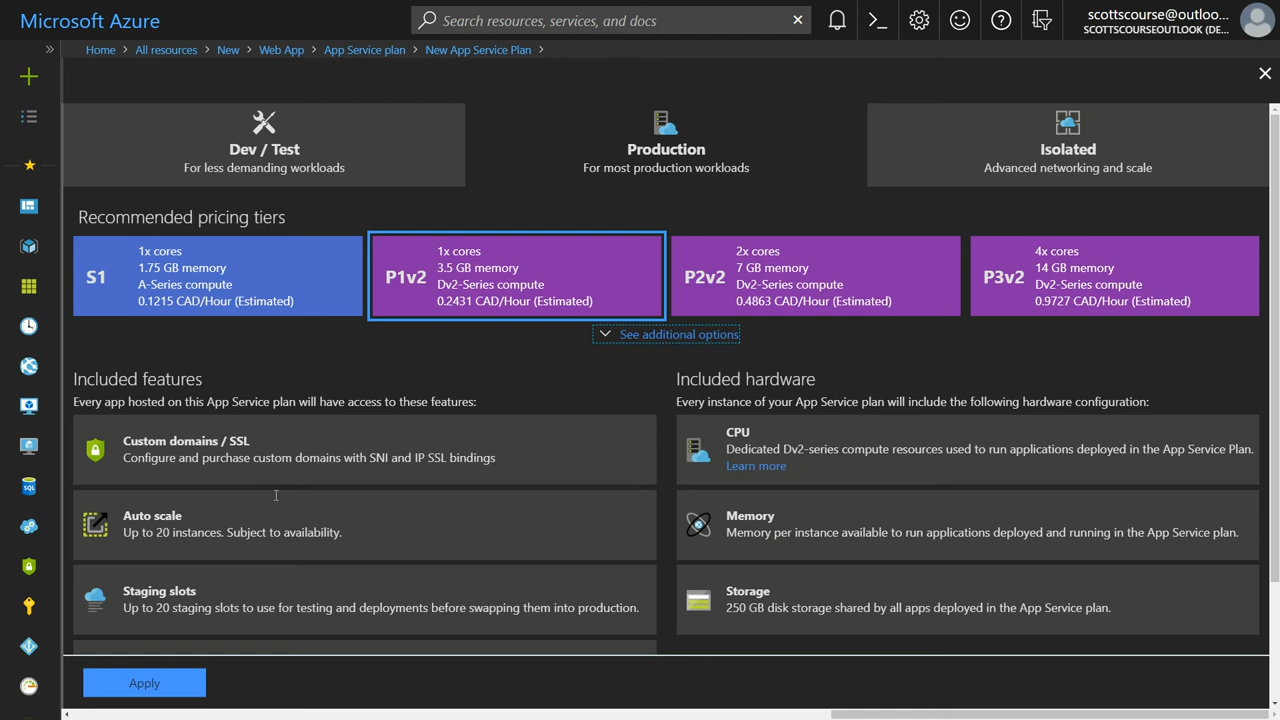 Microsoft Azure
Search resources, services, and docs
scottscourse@outloo...
SCOTTSCOURSEOUTLOOK (DE...
Home > All resources > New > Web App > App Service plan > New App Service Plan >
Dev / Test
For less demanding workloads
Production
For most production workloads
Isolated
Advanced networking and scale
Recommended pricing tiers
S1
1x cores
1.75 GB memory
A-Series compute
0.1215 CAD/Hour (Estimated)
P1v2
1x cores
3.5 GB memory
Dv2-Series compute
0.2431 CAD/Hour (Estimated)
P2v2
2x cores
7 GB memory
Dv2-Series compute
0.4863 CAD/Hour (Estimated)
P3v2
4x cores
14 GB memory
Dv2-Series compute
0.9727 CAD/Hour (Estimated)
See additional options
Included features
Every app hosted on this App Service plan will have access to these features:
Custom domains / SSL
Configure and purchase custom domains with SNI and IP SSL bindings
Auto scale
Up to 20 instances. Subject to availability.
Staging slots
Up to 20 staging slots to use for testing and deployments before swapping them into production.
Included hardware
Every instance of your App Service plan will include the following hardware configuration:
CPU
Dedicated Dv2-series compute resources used to run applications deployed in the App Service Plan.
Learn more
Memory
Memory per instance available to run applications deployed and running in the App Service plan.
Storage
250 GB disk storage shared by all apps deployed in the App Service plan.
Apply
SQL